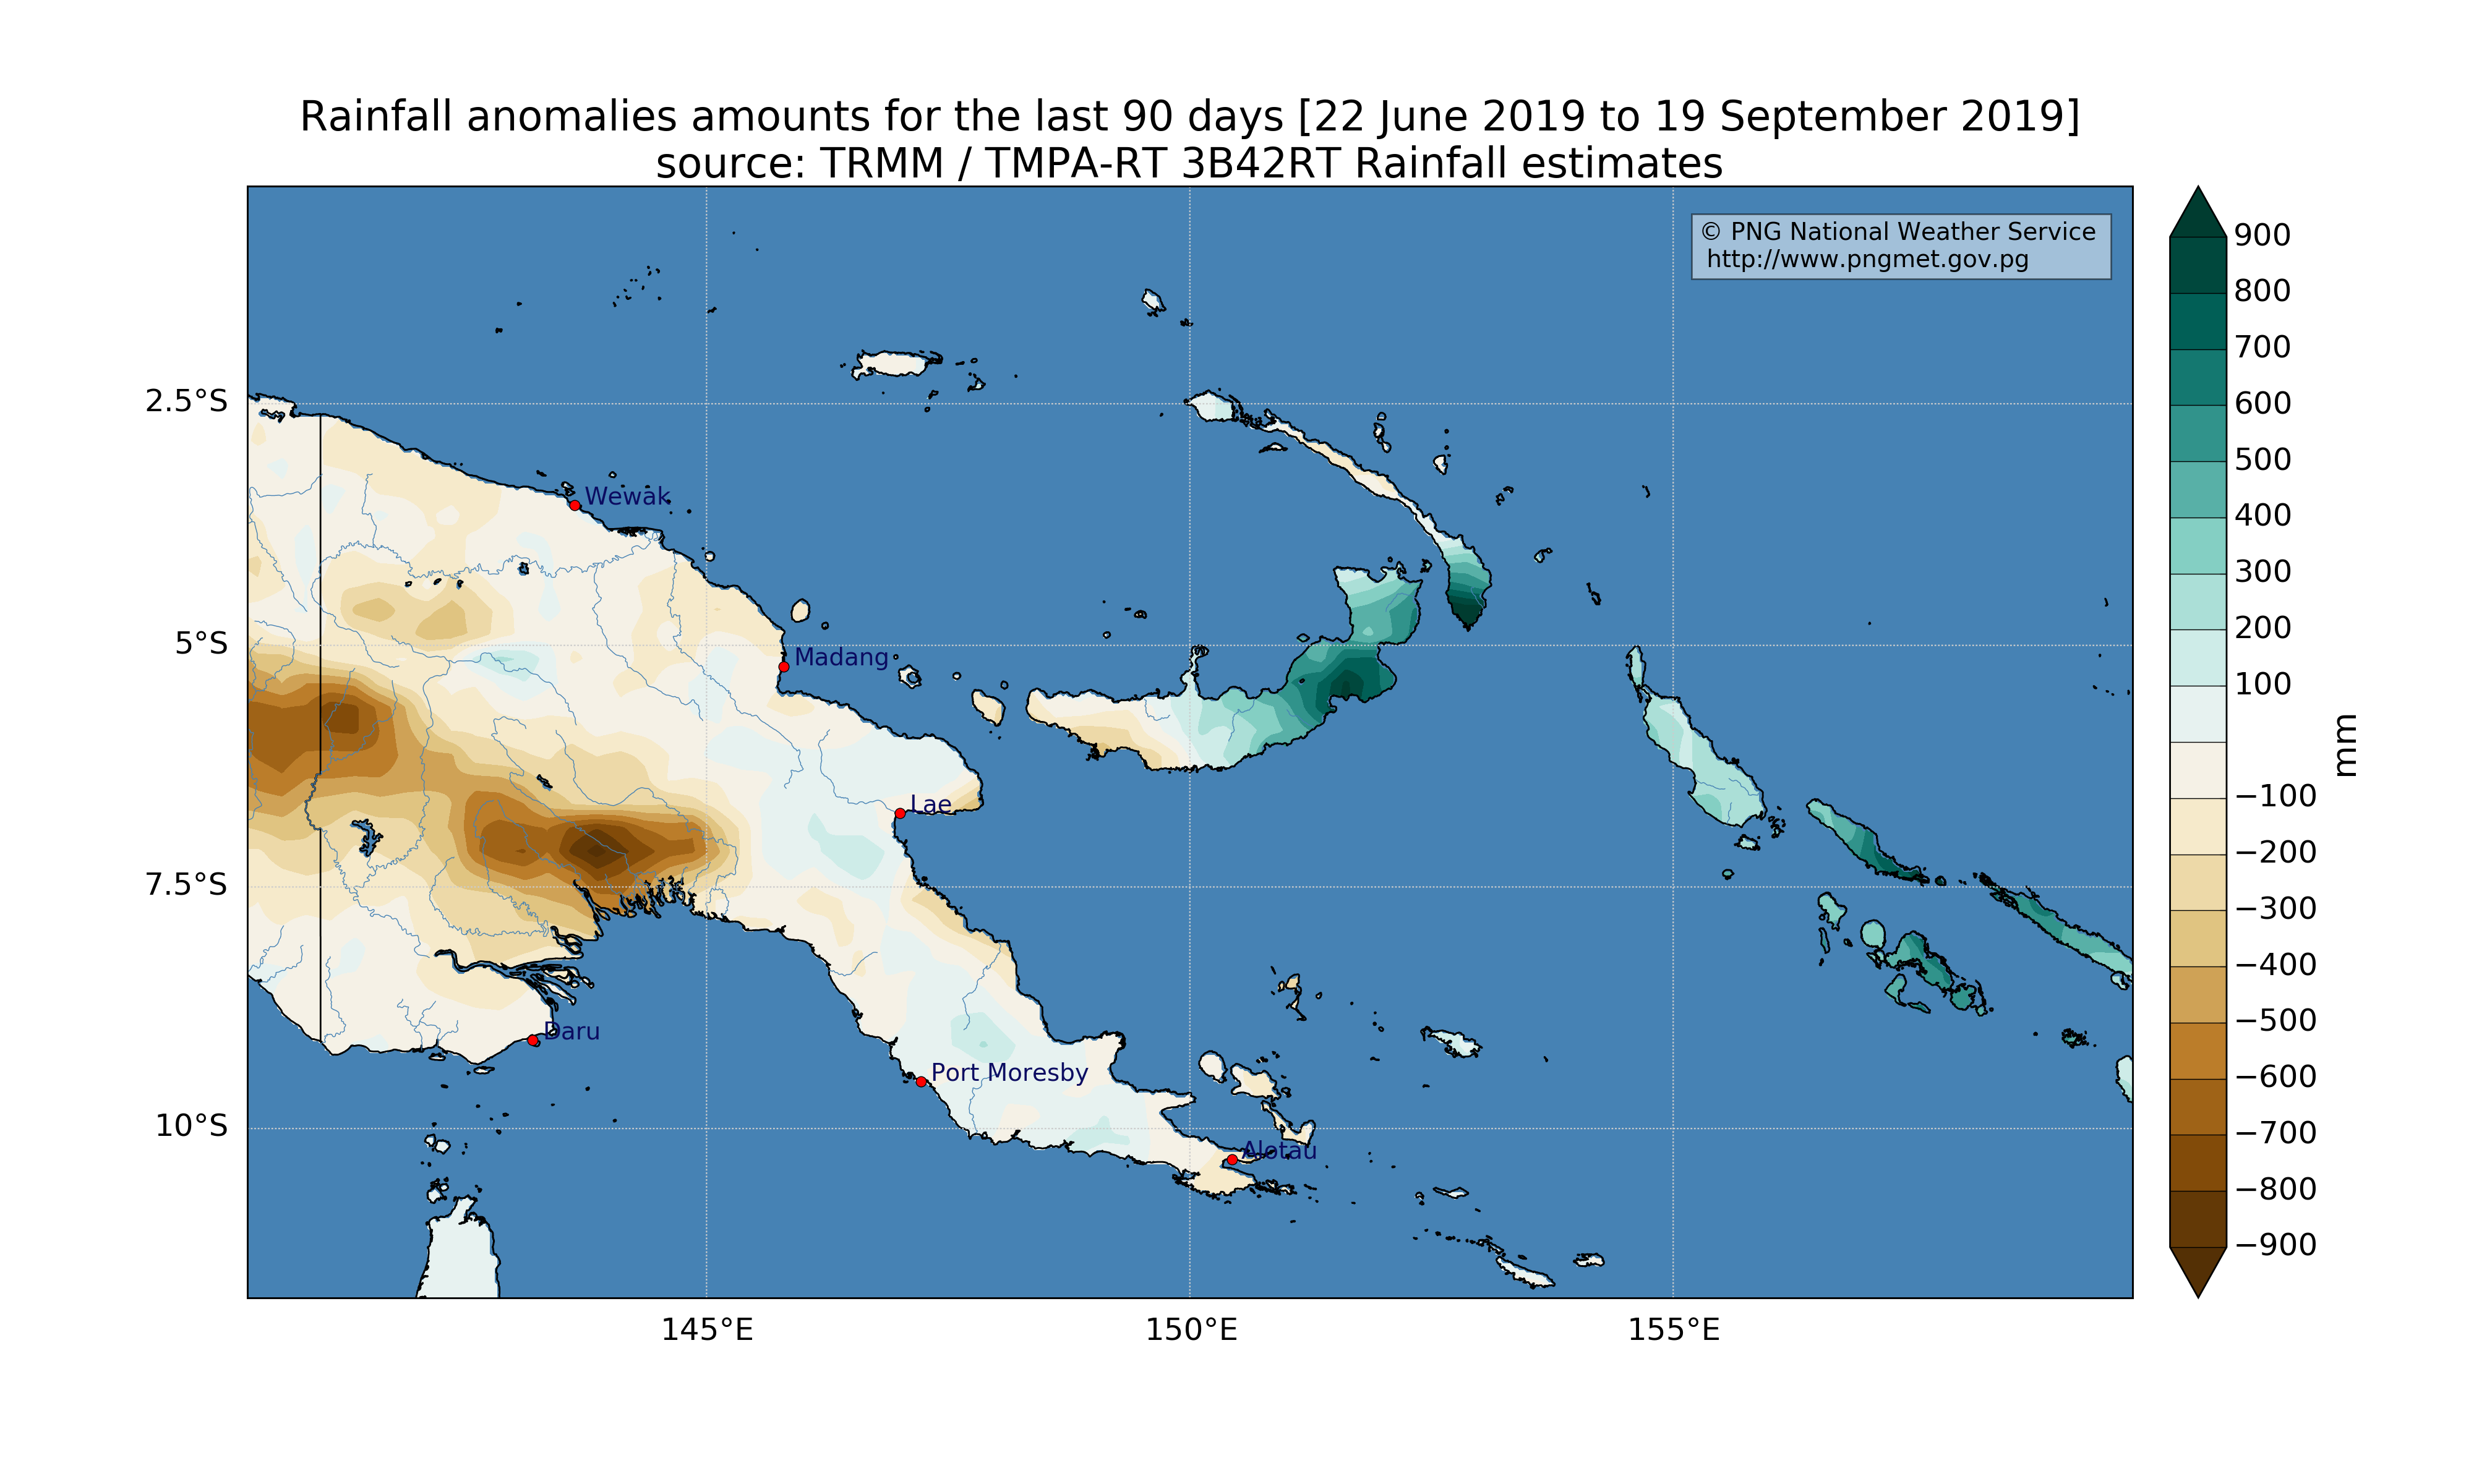 Rainfall anomalies amounts for the last 90 days [22 June 2019 to 19 September 2019]
source: TRMM / TMPA-RT 3B42RT Rainfall estimates
© PNG National Weather Service
http://www.pngmet.gov.pg
900
800
700
600
500
400
300
200
100
−100
−200
−300
−400
−500
−600
−700
−800
−900
mm
2.5°S
5°S
7.5°S
10°S
Wewak
Madang
Lae
Daru
Port Moresby
Alotau
145°E
150°E
155°E